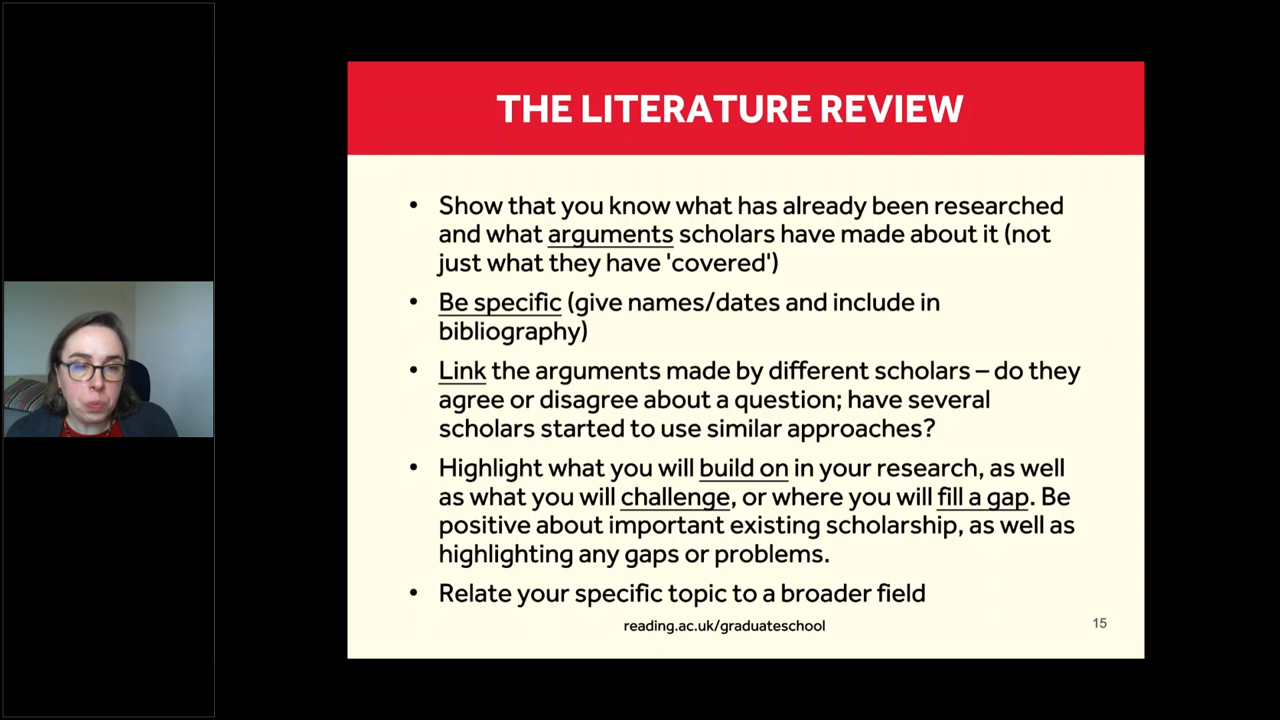 THE LITERATURE REVIEW
• Show that you know what has already been researched
and what arguments scholars have made about it (not
just what they have 'covered')
• Be specific (give names/dates and include in
bibliography)
• Link the arguments made by different scholars – do they
agree or disagree about a question; have several
scholars started to use similar approaches?
• Highlight what you will build on in your research, as well
as what you will challenge, or where you will fill a gap. Be
positive about important existing scholarship, as well as
highlighting any gaps or problems.
• Relate your specific topic to a broader field
reading.ac.uk/graduateschool
15